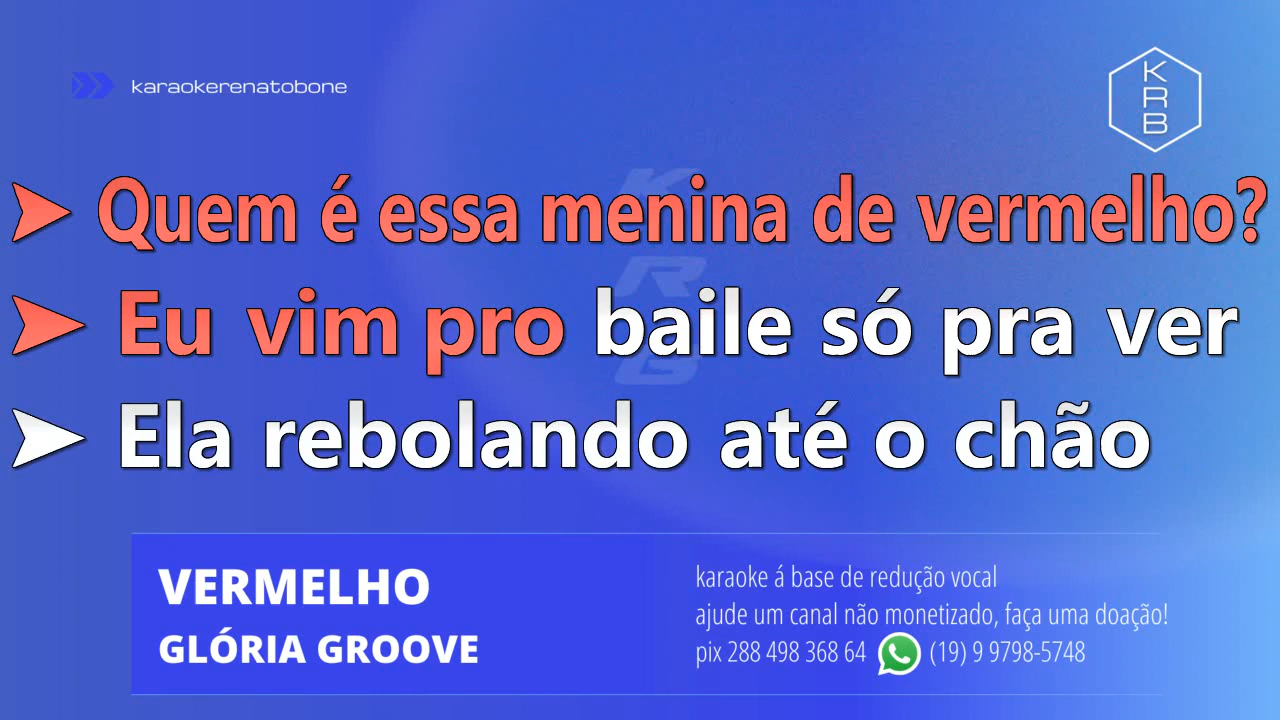 karaokerenatobone
K
R
B
➤ Quem é essa menina de vermelho?
➤ Eu vim pro baile só pra ver
➤ Ela rebolando até o chão
K
R
B
VERMELHO
GLÓRIA GROOVE
karaoke á base de redução vocal
ajude um canal não monetizado, faça uma doação!
pix 288 498 368 64 (19) 9 9798-5748